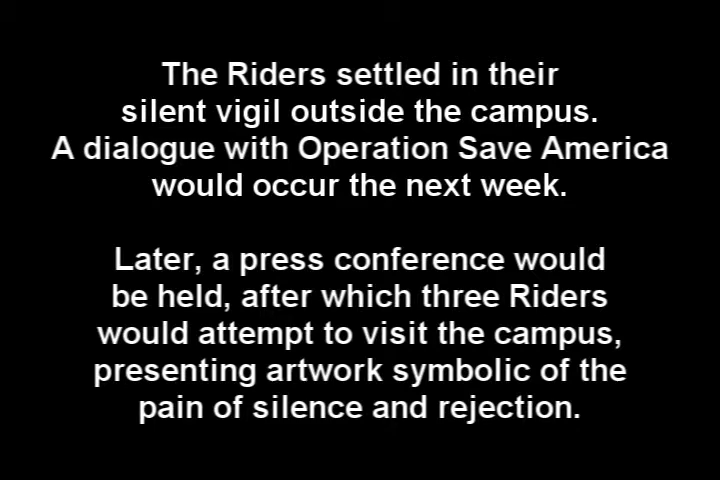 The Riders settled in their
silent vigil outside the campus.
A dialogue with Operation Save America
would occur the next week.
Later, a press conference would
be held, after which three Riders
would attempt to visit the campus,
presenting artwork symbolic of the
pain of silence and rejection.